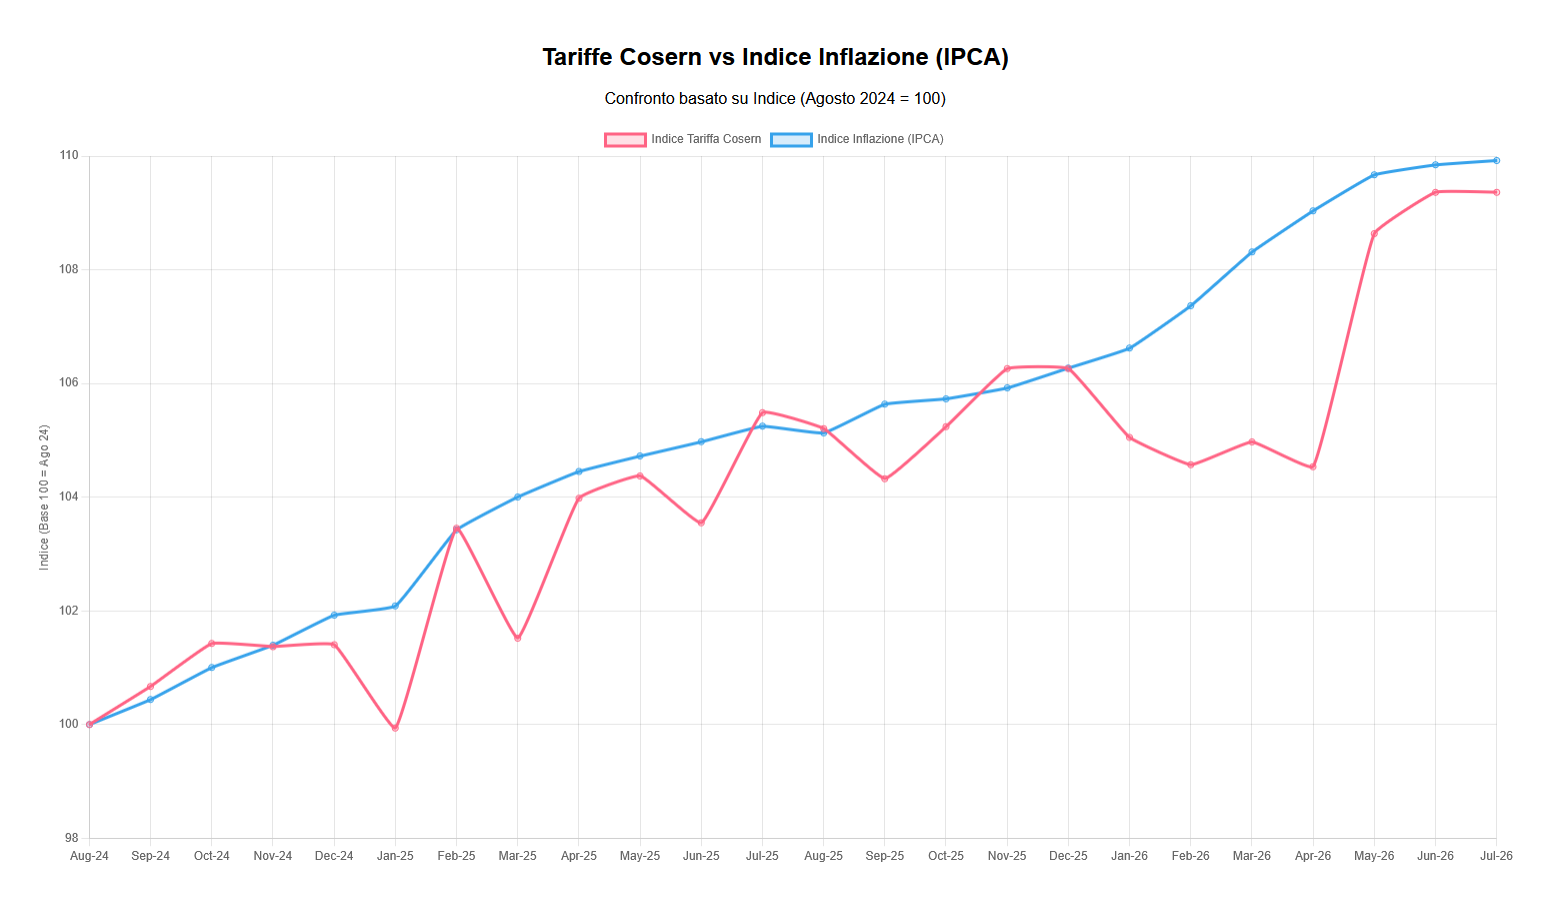 Tariffe Cosern vs Indice Inflazione (IPCA)
Confronto basato su Indice (Agosto 2024 = 100)
Indice Tariffa Cosern Indice Inflazione (IPCA)
110
108
106
104
102
100
98
Indice (Base 100 = Ago 24)
Aug-24 Sep-24 Oct-24 Nov-24 Dec-24 Jan-25 Feb-25 Mar-25 Apr-25 May-25 Jun-25 Jul-25 Aug-25 Sep-25 Oct-25 Nov-25 Dec-25 Jan-26 Feb-26 Mar-26 Apr-26 May-26 Jun-26 Jul-26